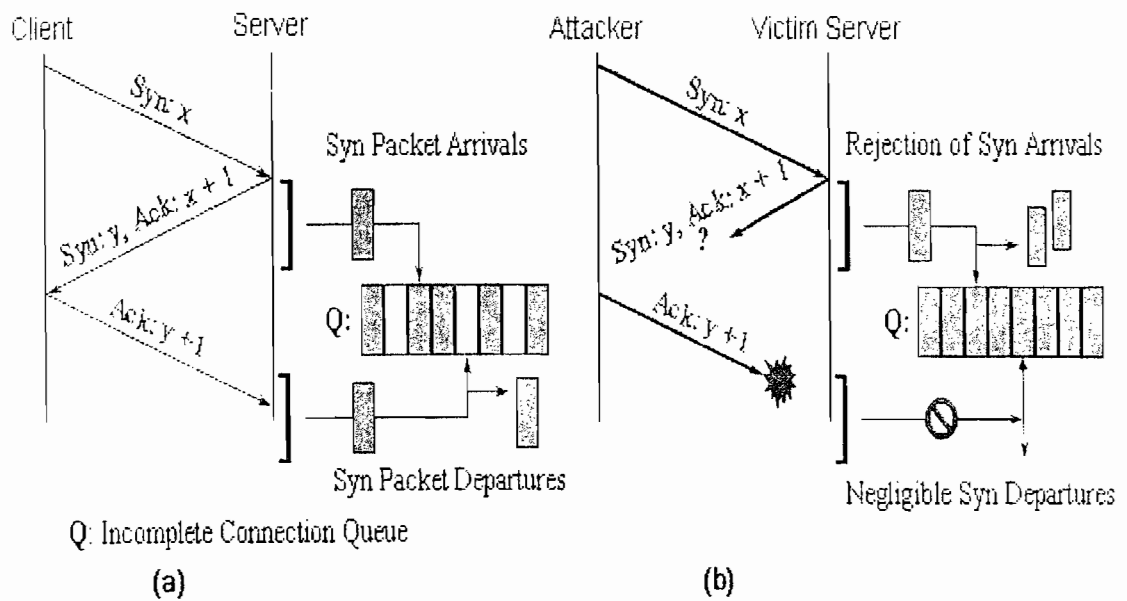 Client
Server
Syn: x
Syn: y, Ack: x + 1
Ack: y +1
Syn Packet Arrivals
Q:
Syn Packet Departures
Q: Incomplete Connection Queue
(a)
Attacker
Victim Server
Syn: x
Syn: y, Ack: x + 1
?
Ack: y +1
Rejection of Syn Arrivals
Q:
Negligible Syn Departures
(b)